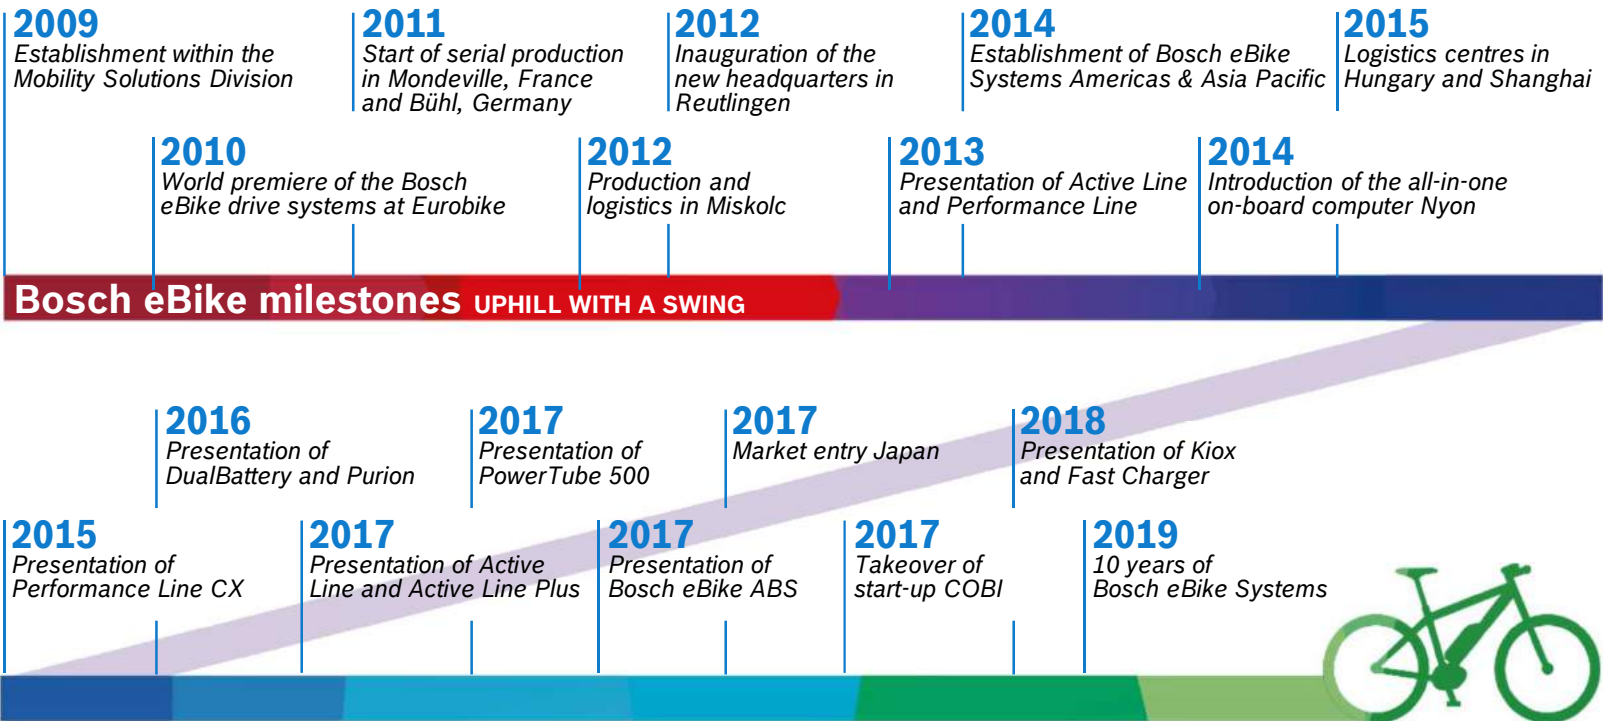 2009
Establishment within the
Mobility Solutions Division
2010
World premiere of the Bosch
eBike drive systems at Eurobike
2011
Start of serial production
in Mondeville, France
and Bühl, Germany
2012
Production and
logistics in Miskolc
2012
Inauguration of the
new headquarters in
Reutlingen
2013
Presentation of Active Line
and Performance Line
2014
Establishment of Bosch eBike
Systems Americas & Asia Pacific
2014
Introduction of the all-in-one
on-board computer Nyon
2015
Logistics centres in
Hungary and Shanghai
Bosch eBike milestones UPHILL WITH A SWING
2015
Presentation of
Performance Line CX
2016
Presentation of
DualBattery and Purion
2017
Presentation of Active
Line and Active Line Plus
2017
Presentation of
PowerTube 500
2017
Presentation of
Bosch eBike ABS
2017
Market entry Japan
2017
Takeover of
start-up COBI
2018
Presentation of Kiox
and Fast Charger
2019
10 years of
Bosch eBike Systems